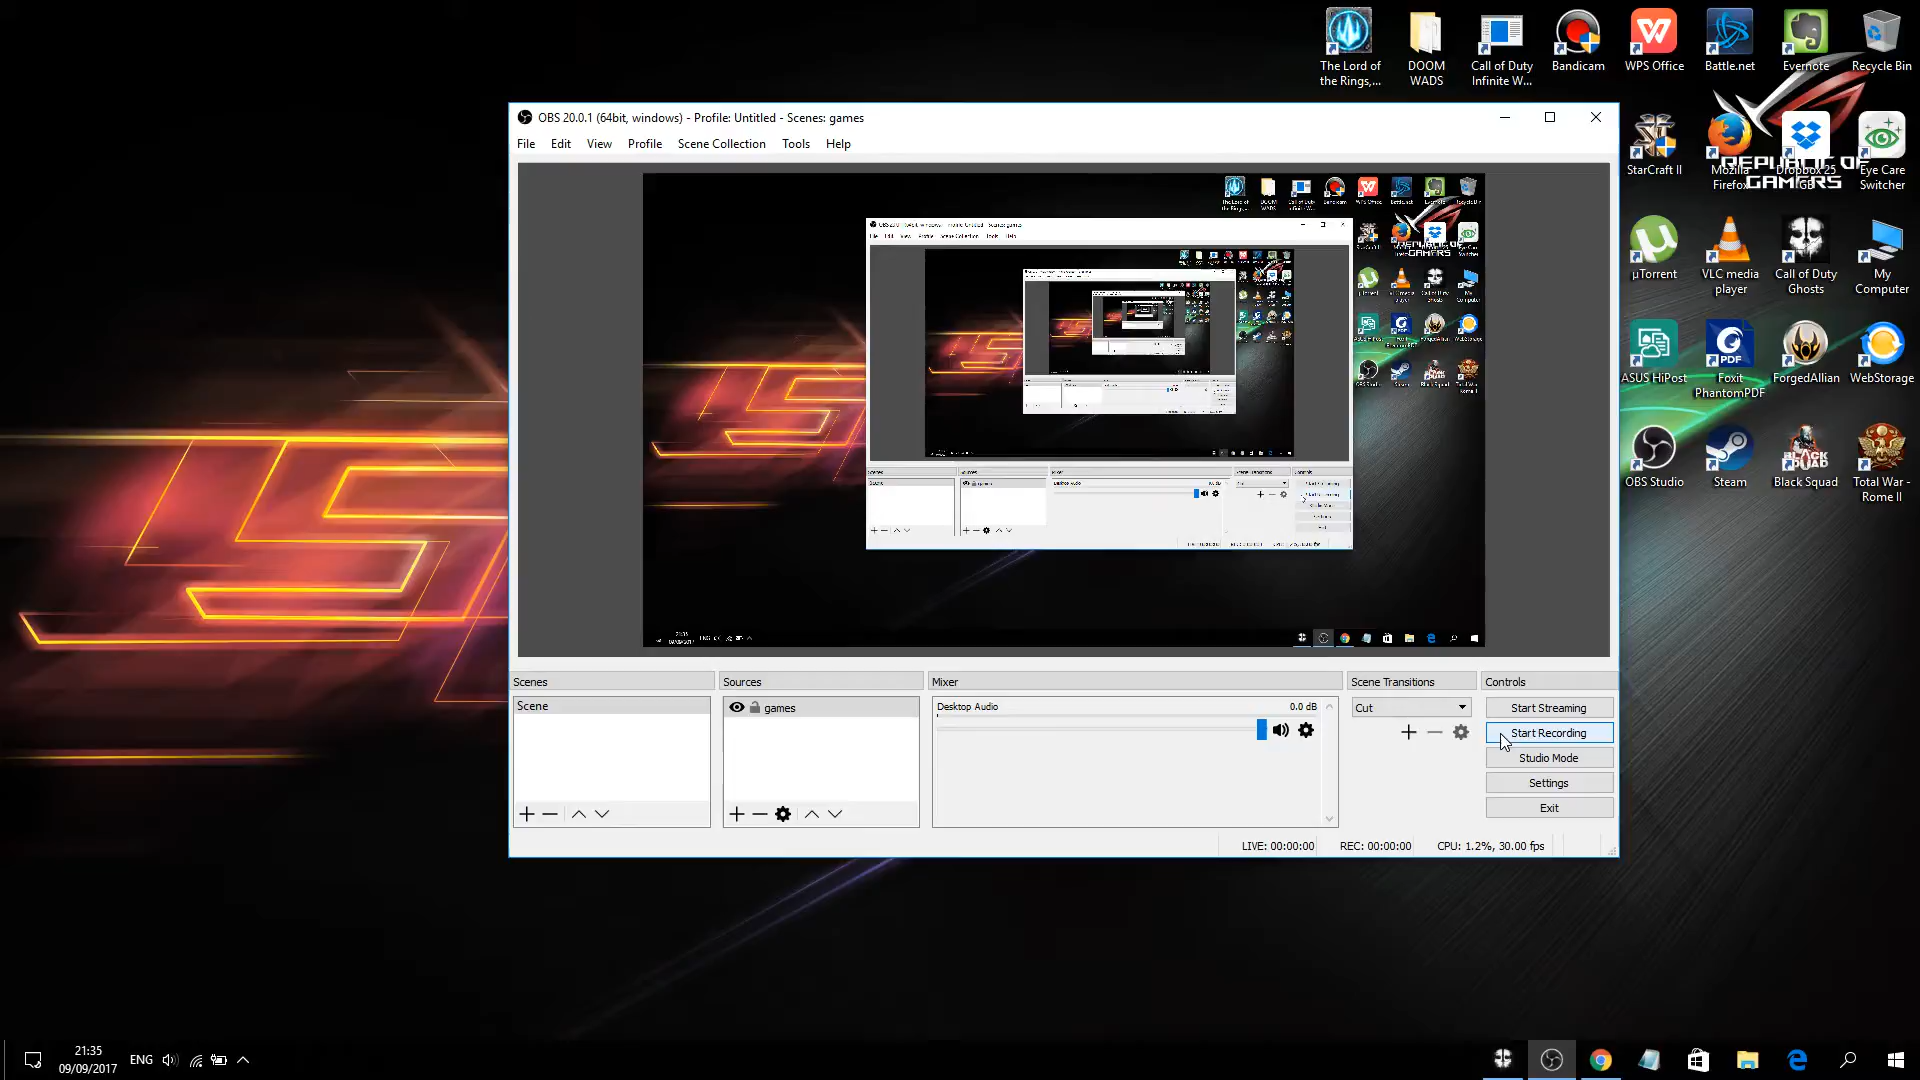 The Lord of
the Rings,...
DOOM
WADS
Call of Duty
Infinite W...
Bandicam
WPS Office
Battle.net
Evernote
Recycle Bin
StarCraft II
Mozilla
Firefox
Dropbox 25
GB
Eye Care
Switcher
REPUBLIC OF
GAMERS
µTorrent
VLC media
player
Call of Duty
Ghosts
My
Computer
ASUS HiPost
Foxit
PhantomPDF
PDF
ForgedAllian
WebStorage
OBS Studio
Steam
BLACK
SQUAD
Black Squad
Total War -
Rome II
OBS 20.0.1 (64bit, windows) - Profile: Untitled - Scenes: games
File Edit View Profile Scene Collection Tools Help
Scenes
Scene
Sources
games
Mixer
Desktop Audio 0.0 dB
Scene Transitions
Cut
Controls
Start Streaming
Start Recording
Studio Mode
Settings
Exit
LIVE: 00:00:00 REC: 00:00:00 CPU: 1.2%, 30.00 fps
21:35
09/09/2017
ENG